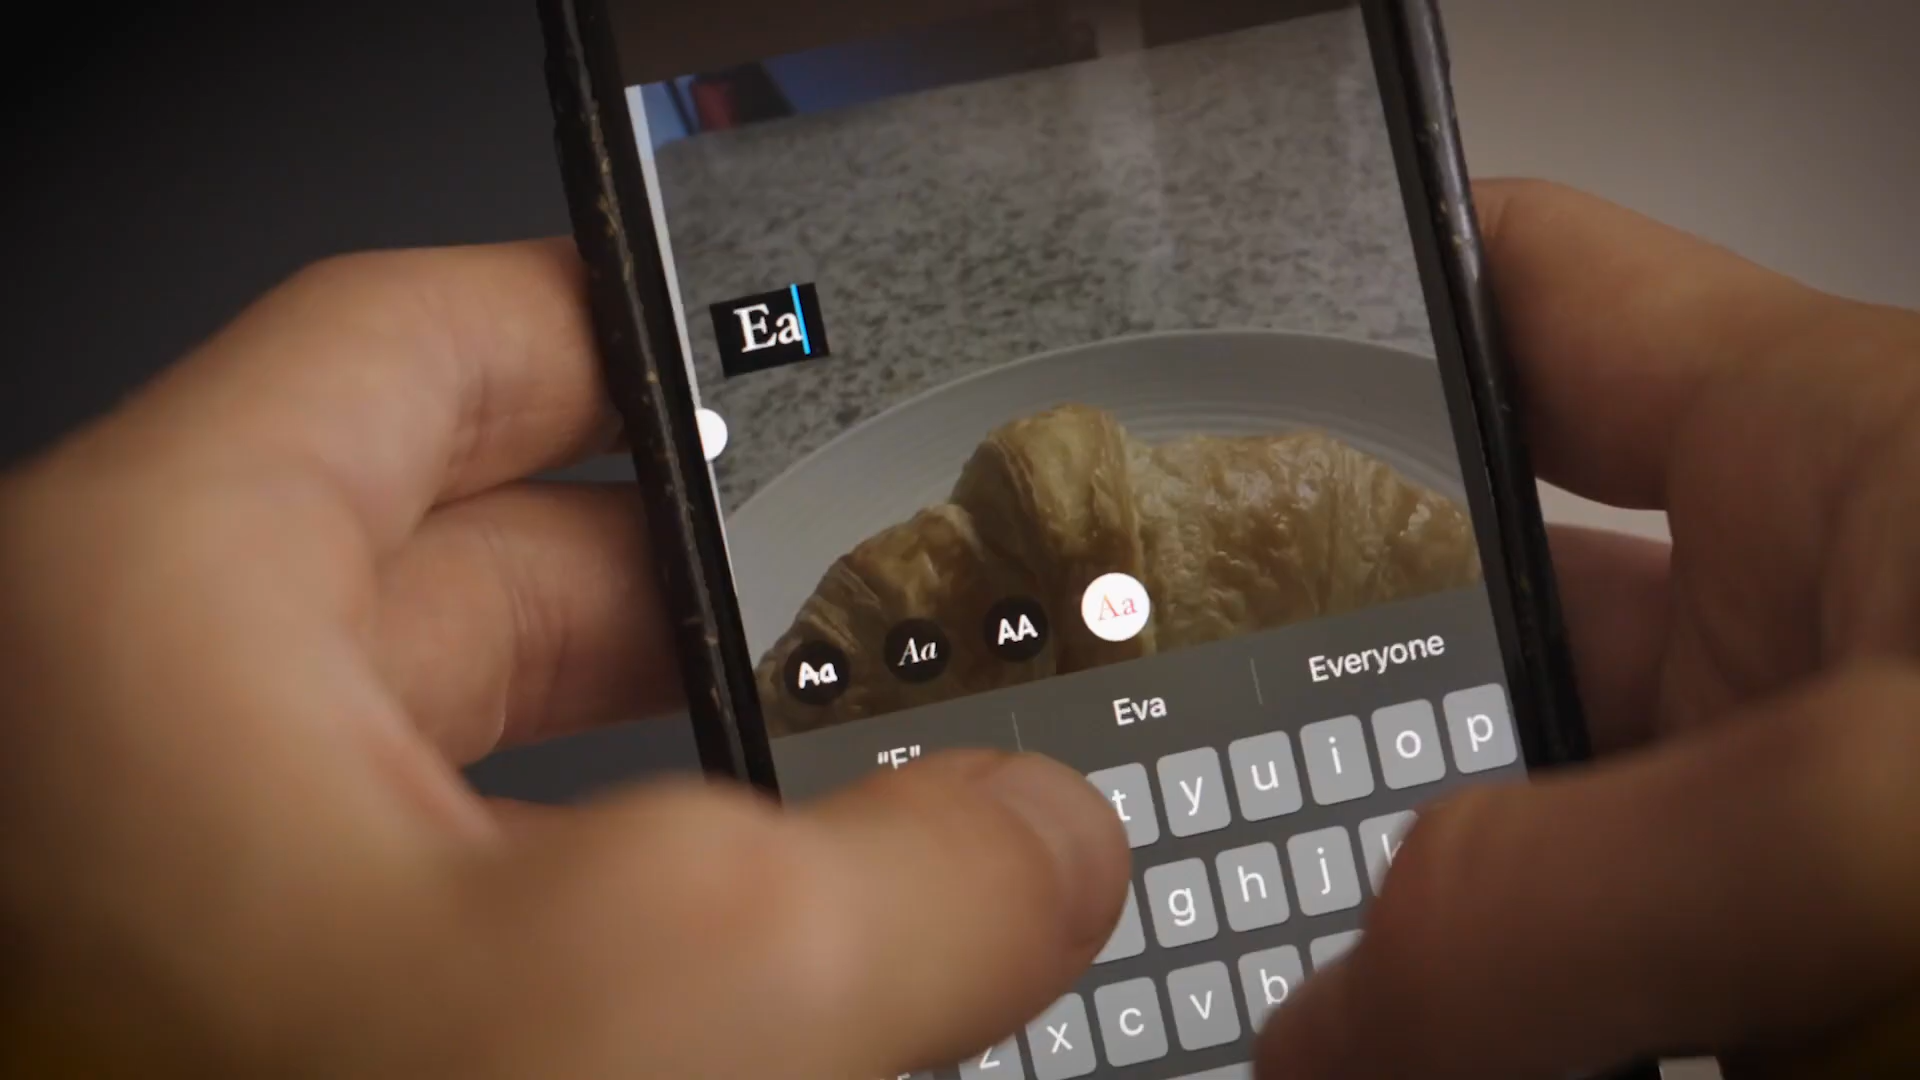 Ea
Aa Aa AA Aa
"E" Eva Everyone
t y u i o p
g h j k
z x c v b